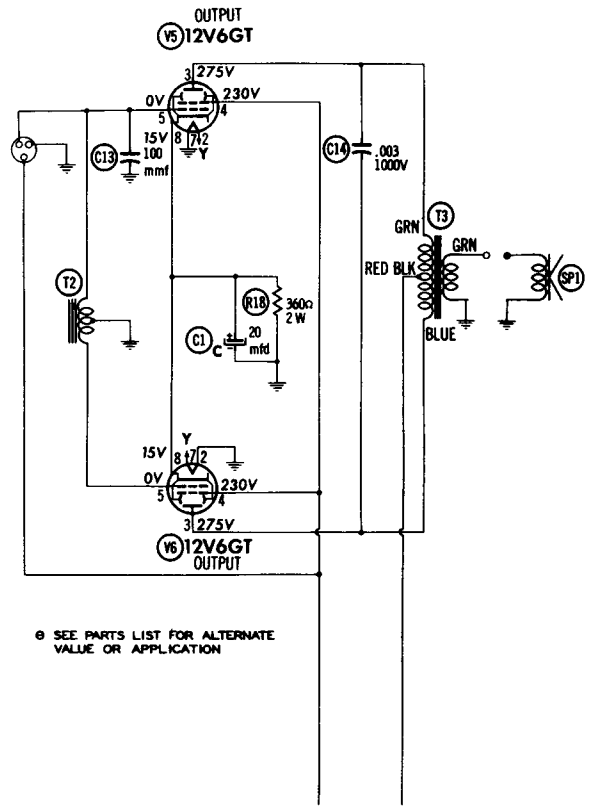 OUTPUT
V5 12V6GT
3 275V
0V 230V
5 4
15V 8 7 2
Y
C13 100
mmf
C14 .003
1000V
T3
GRN
GRN
RED BLK
SP1
T2
R18 360Ω
2 W
C1 C + 20
mfd
BLUE
Y
15V 8 7 2
0V 230V
5 4
3 275V
V6 12V6GT
OUTPUT
⊖ SEE PARTS LIST FOR ALTERNATE
VALUE OR APPLICATION